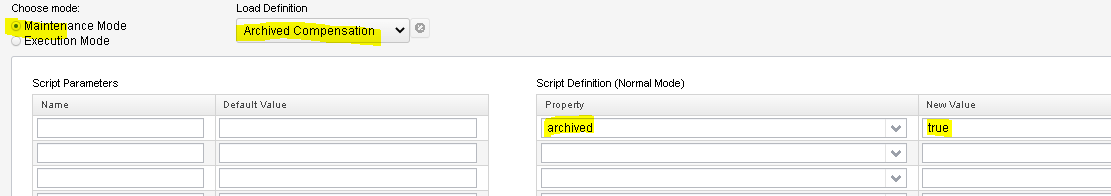 Choose mode:
Maintenance Mode
Execution Mode
Load Definition
Archived Compensation
Script Parameters
Name Default Value
Script Definition (Normal Mode)
Property New Value
archived true